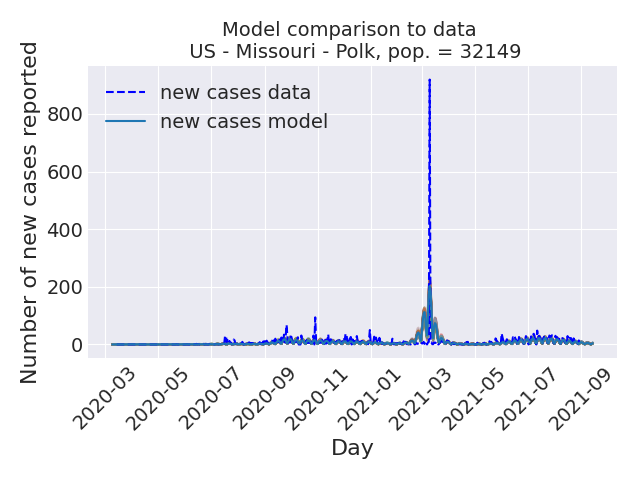 Model comparison to data
US - Missouri - Polk, pop. = 32149
Number of new cases reported
new cases data
new cases model
800
600
400
200
0
2020-03
2020-05
2020-07
2020-09
2020-11
2021-01
2021-03
2021-05
2021-07
2021-09
Day